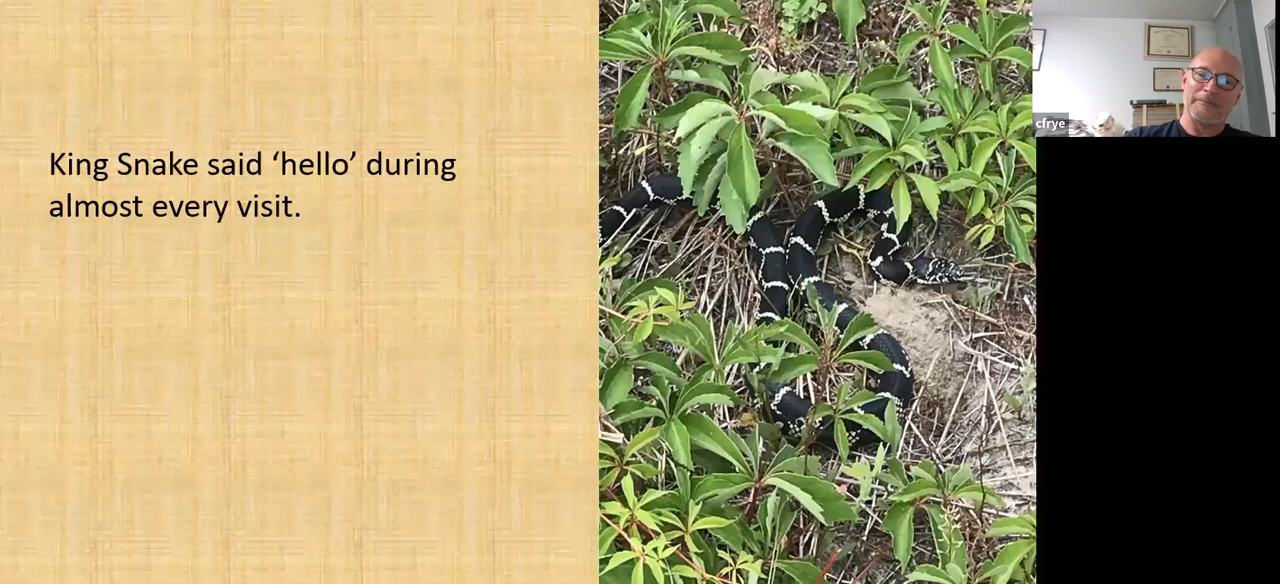 King Snake said ‘hello’ during
almost every visit.
cfrye